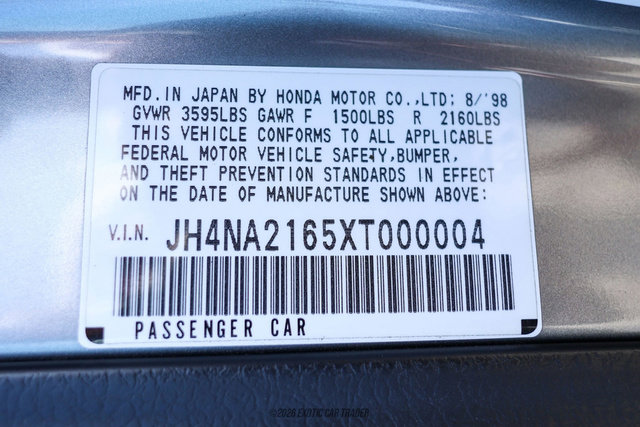 MFD. IN JAPAN BY HONDA MOTOR CO.,LTD; 8/'98
GVWR 3595LBS GAWR F 1500LBS R 2160LBS
THIS VEHICLE CONFORMS TO ALL APPLICABLE
FEDERAL MOTOR VEHICLE SAFETY,BUMPER,
AND THEFT PREVENTION STANDARDS IN EFFECT
ON THE DATE OF MANUFACTURE SHOWN ABOVE:
V.I.N. JH4NA2165XT000004
PASSENGER CAR
©2026 EXOTIC CAR TRADER